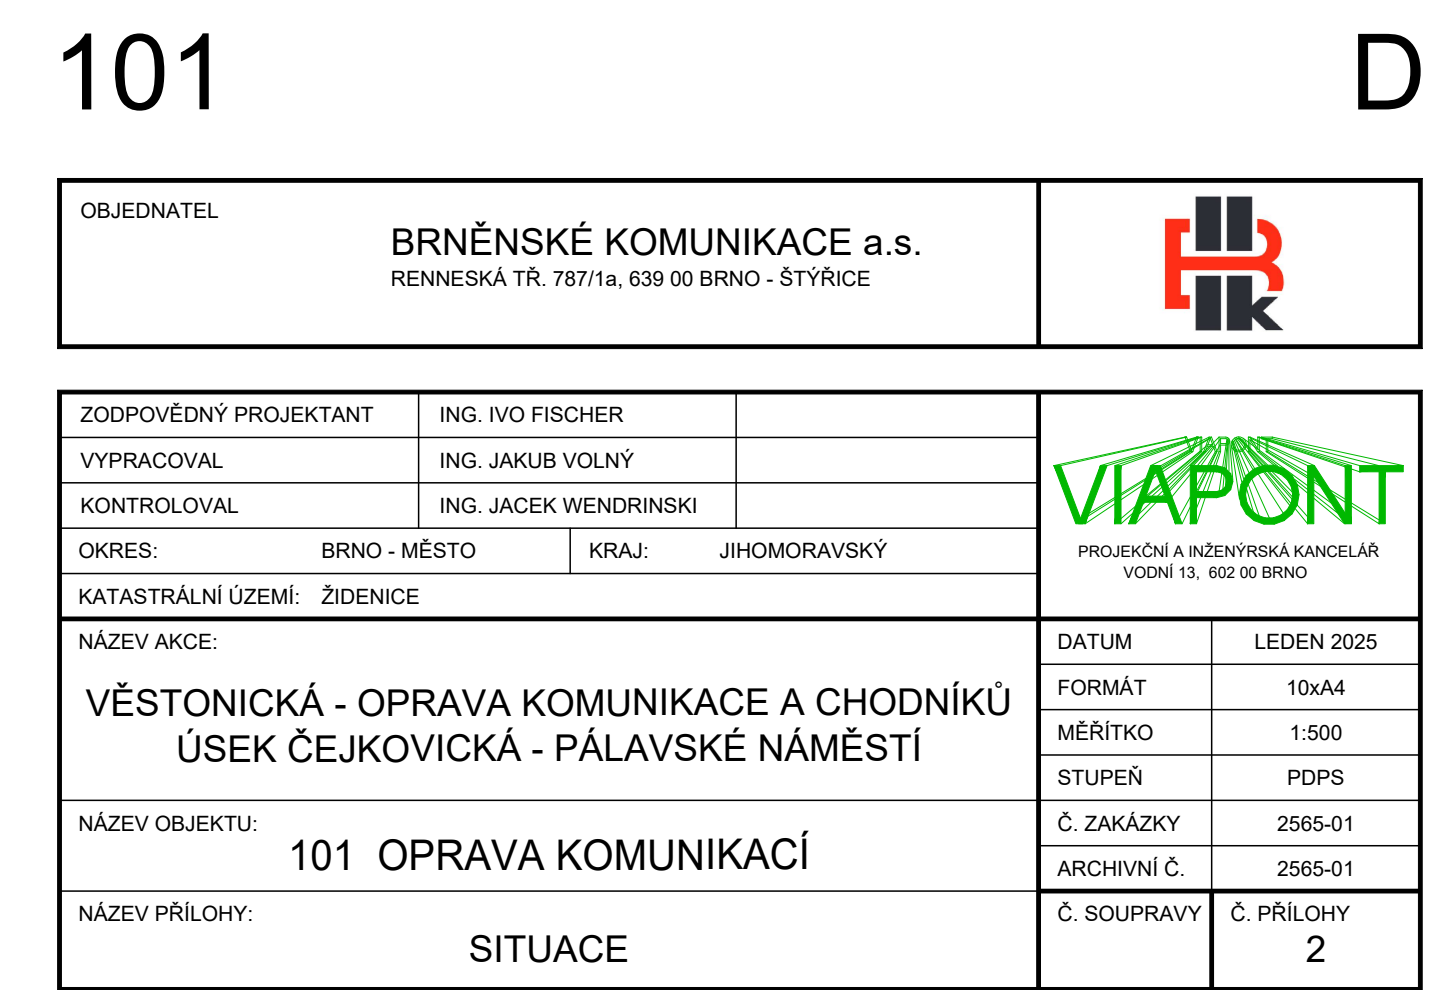 101 D
OBJEDNATEL
BRNĚNSKÉ KOMUNIKACE a.s.
RENNESKÁ TŘ. 787/1a, 639 00 BRNO - ŠTÝŘICE
Bk
ZODPOVĚDNÝ PROJEKTANT ING. IVO FISCHER
VYPRACOVAL ING. JAKUB VOLNÝ
KONTROLOVAL ING. JACEK WENDRINSKI
OKRES: BRNO - MĚSTO KRAJ: JIHOMORAVSKÝ
KATASTRÁLNÍ ÚZEMÍ: ŽIDENICE
VIAPONT
VIAPONT
PROJEKČNÍ A INŽENÝRSKÁ KANCELÁŘ
VODNÍ 13, 602 00 BRNO
NÁZEV AKCE:
VĚSTONICKÁ - OPRAVA KOMUNIKACE A CHODNÍKŮ
ÚSEK ČEJKOVICKÁ - PÁLAVSKÉ NÁMĚSTÍ
DATUM LEDEN 2025
FORMÁT 10xA4
MĚŘÍTKO 1:500
STUPEŇ PDPS
Č. ZAKÁZKY 2565-01
ARCHIVNÍ Č. 2565-01
NÁZEV OBJEKTU:
101 OPRAVA KOMUNIKACÍ
NÁZEV PŘÍLOHY:
SITUACE
Č. SOUPRAVY Č. PŘÍLOHY
2